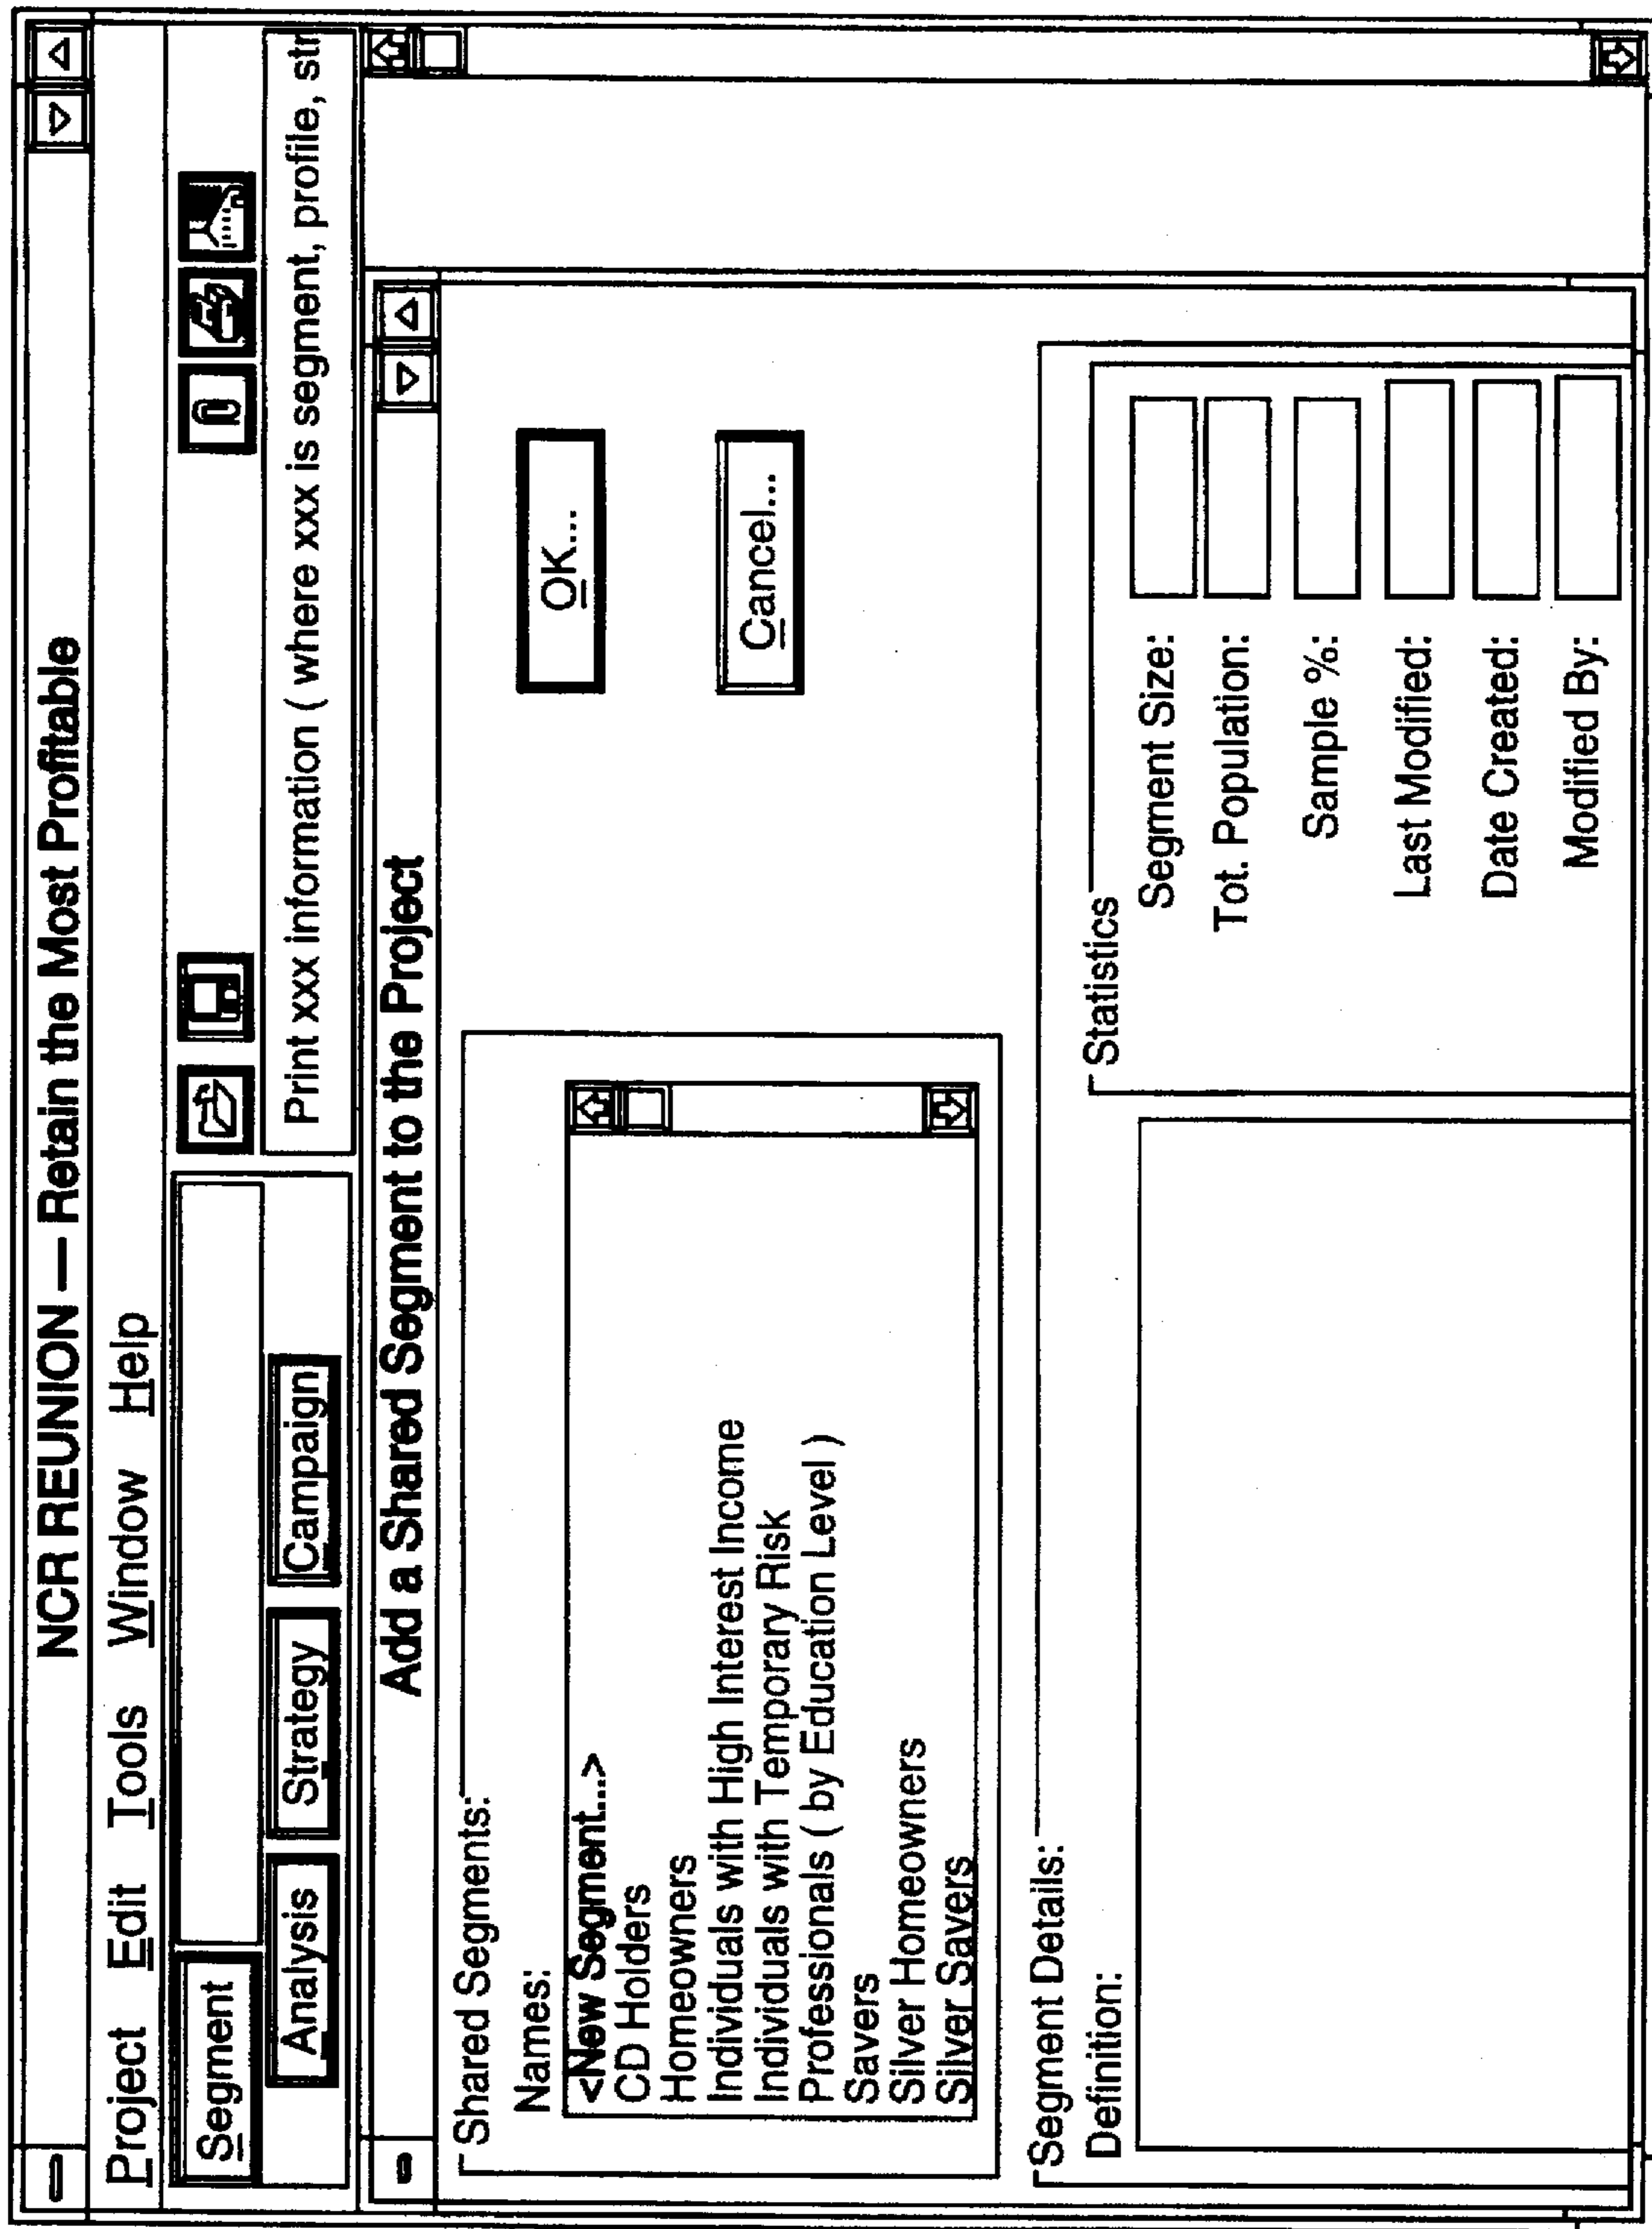 NCR REUNION — Retain the Most Profitable
Project Edit Tools Window Help
Segment
Analysis Strategy Campaign
Print xxx information ( where xxx is segment, profile, str
Add a Shared Segment to the Project
Shared Segments:
Names:
<New Segment...>
CD Holders
Homeowners
Individuals with High Interest Income
Individuals with Temporary Risk
Professionals ( by Education Level )
Savers
Silver Homeowners
Silver Savers
OK...
Cancel...
Segment Details:
Definition:
Statistics
Segment Size:
Tot. Population:
Sample %:
Last Modified:
Date Created:
Modified By: